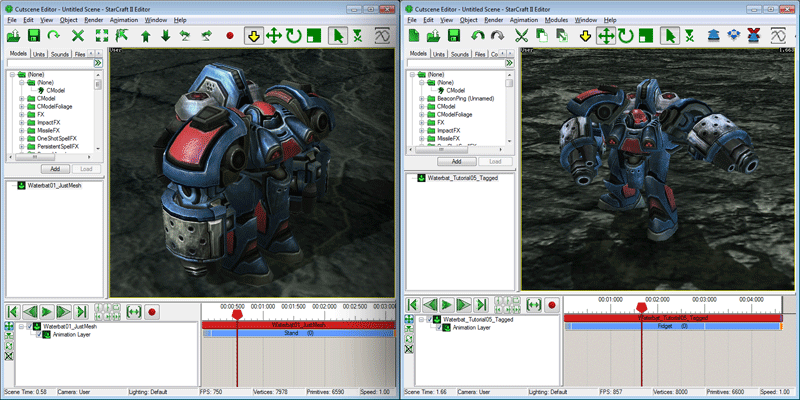 Cutscene Editor - Untitled Scene - StarCraft II Editor
File Edit View Object Render Animation Window Help
Models Units Sounds Files
(None)
(None)
CModel
CModel
CModelFoliage
FX
ImpactFX
MissileFX
OneShotSpellFX
PersistentSpellFX
Add Load
Waterbat01_JustMesh
User
00:00:500 00:01:000 00:01:500 00:02:000 00:02:500 00:03:0
Waterbat01_JustMesh
Waterbat01_JustMesh
Animation Layer
Stand (0)
Scene Time: 0.58 Camera: User Lighting: Default FPS: 750 Vertices: 7978 Primitives: 6590 Speed: 1.00
Cutscene Editor - Untitled Scene - StarCraft II Editor
File Edit View Object Render Animation Modules Window Help
Models Units Sounds Files Co
(None)
(None)
CModel
BeaconPing (Unnamed)
CModel
CModelFoliage
FX
ImpactFX
MissileFX
Add Load
Waterbat_Tutorial05_Tagged
User
1.66
00:01:000 00:02:000 00:03:000 00:04:000
Waterbat_Tutorial05_Tagged
Waterbat_Tutorial05_Tagged
Animation Layer
Fidget (0)
Scene Time: 1.66 Camera: User Lighting: Default FPS: 857 Vertices: 8000 Primitives: 6600 Speed: 1.00